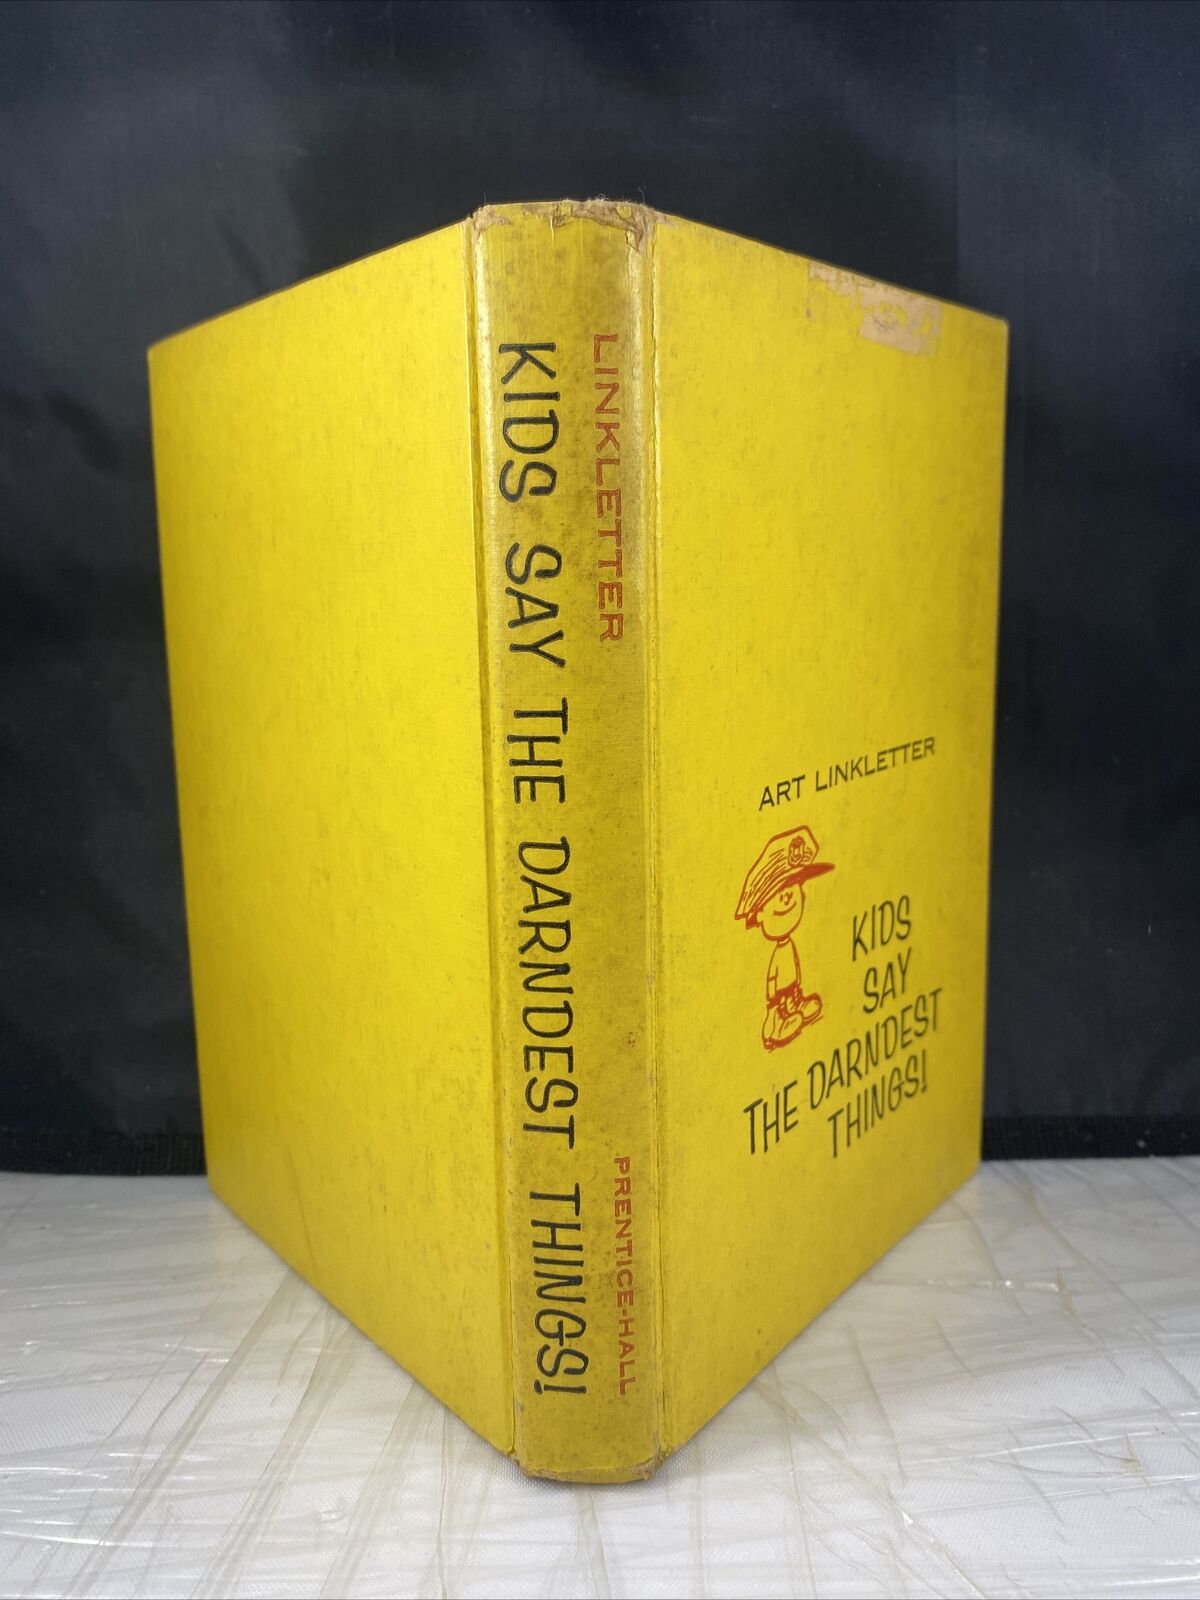 LINKLETTER
KIDS SAY THE DARNDEST THINGS!
PRENTICE-HALL
ART LINKLETTER
KIDS
SAY
THE DARNDEST
THINGS!